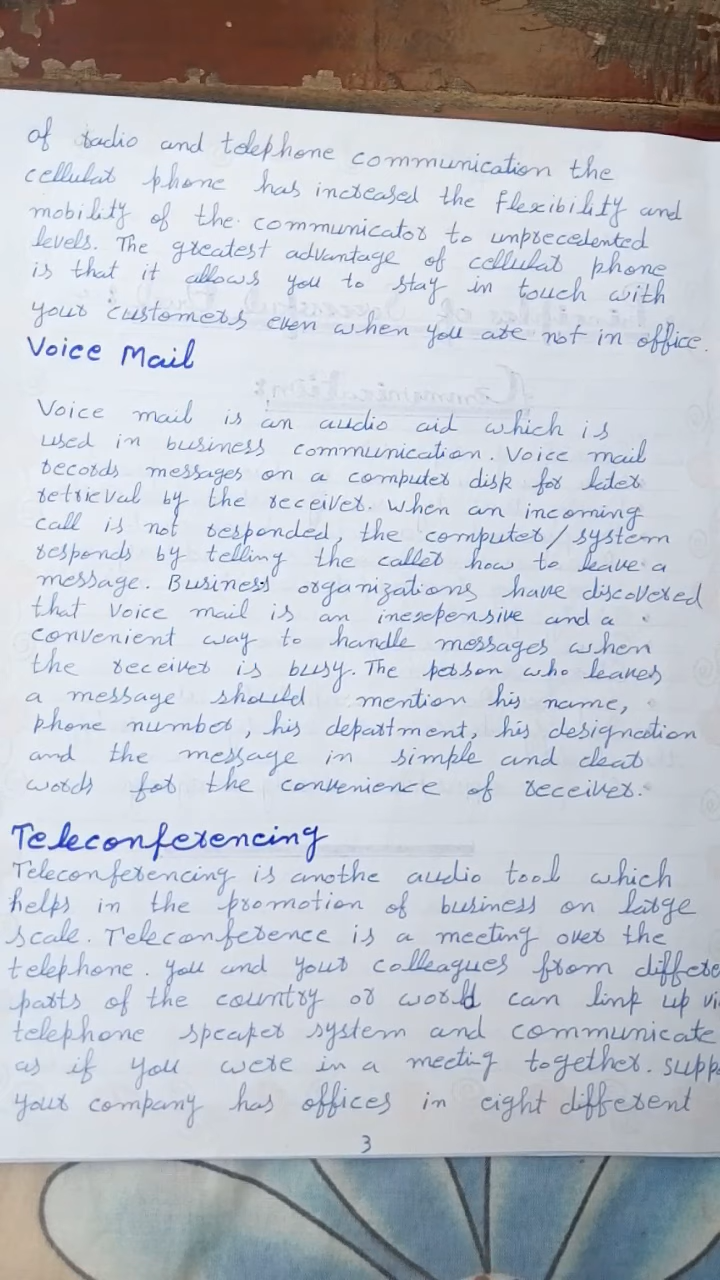 of radio and telephone communication the
cellular phone has increased the flexibility and
mobility of the communicator to unprecedented
levels. The greatest advantage of cellular phone
is that it allows you to stay in touch with
your customers even when you are not in office.
Voice Mail
Voice mail is an audio aid which is
used in business communication. Voice mail
records messages on a computer disk for later
retrieval by the receiver. When an incoming
call is not responded, the computer/system
responds by telling the caller how to leave a
message. Business organizations have discovered
that Voice mail is an inexepensive and a
convenient way to handle messages when
the receiver is busy. The person who leaves
a message should mention his name,
phone number, his department, his designation
and the message in simple and clear
words for the convenience of receiver.
Teleconferencing
Teleconferencing is anothe audio tool which
helps in the promotion of business on large
scale. Teleconference is a meeting over the
telephone. you and your colleagues from differe
parts of the country or world can link up vi
telephone speaper system and communicate
as if you were in a meeting together. supp
your company has offices in eight different
3